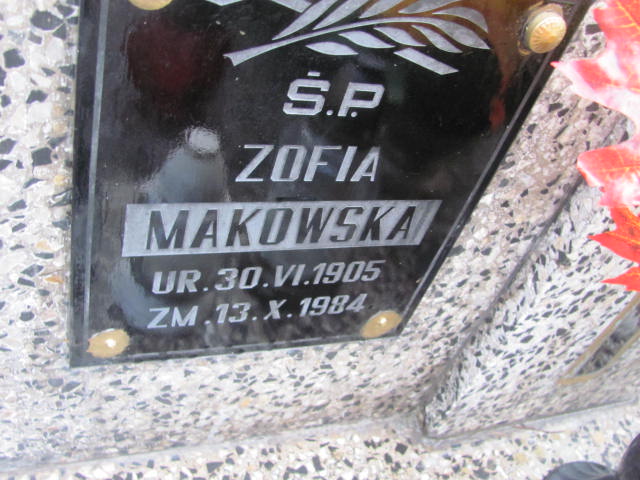 Ś.P.
ZOFIA
MAKOWSKA
UR.30.VI.1905
ZM.13.X.1984